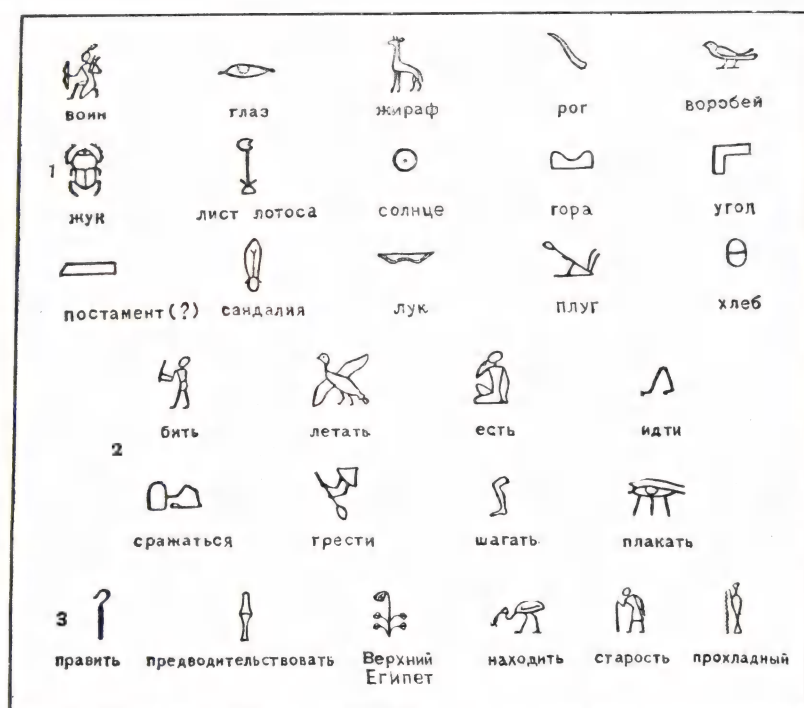 воин глаз жираф рог воробей
1
жук лист лотоса солнце гора угол
постамент (?) сандалия лук плуг хлеб
бить летать есть идти
2
сражаться грести шагать плакать
3
править предводительствовать Верхний находить старость прохладный
Египет